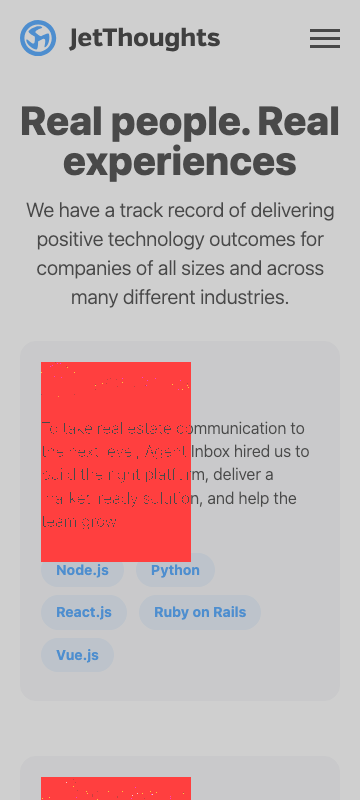 JetThoughts
Real people. Real
experiences
We have a track record of delivering
positive technology outcomes for
companies of all sizes and across
many different industries.
To take real estate communication to
the next level, Agent Inbox hired us to
build the right platform, deliver a
market-ready solution, and help the
team grow
Node.js Python
React.js Ruby on Rails
Vue.js